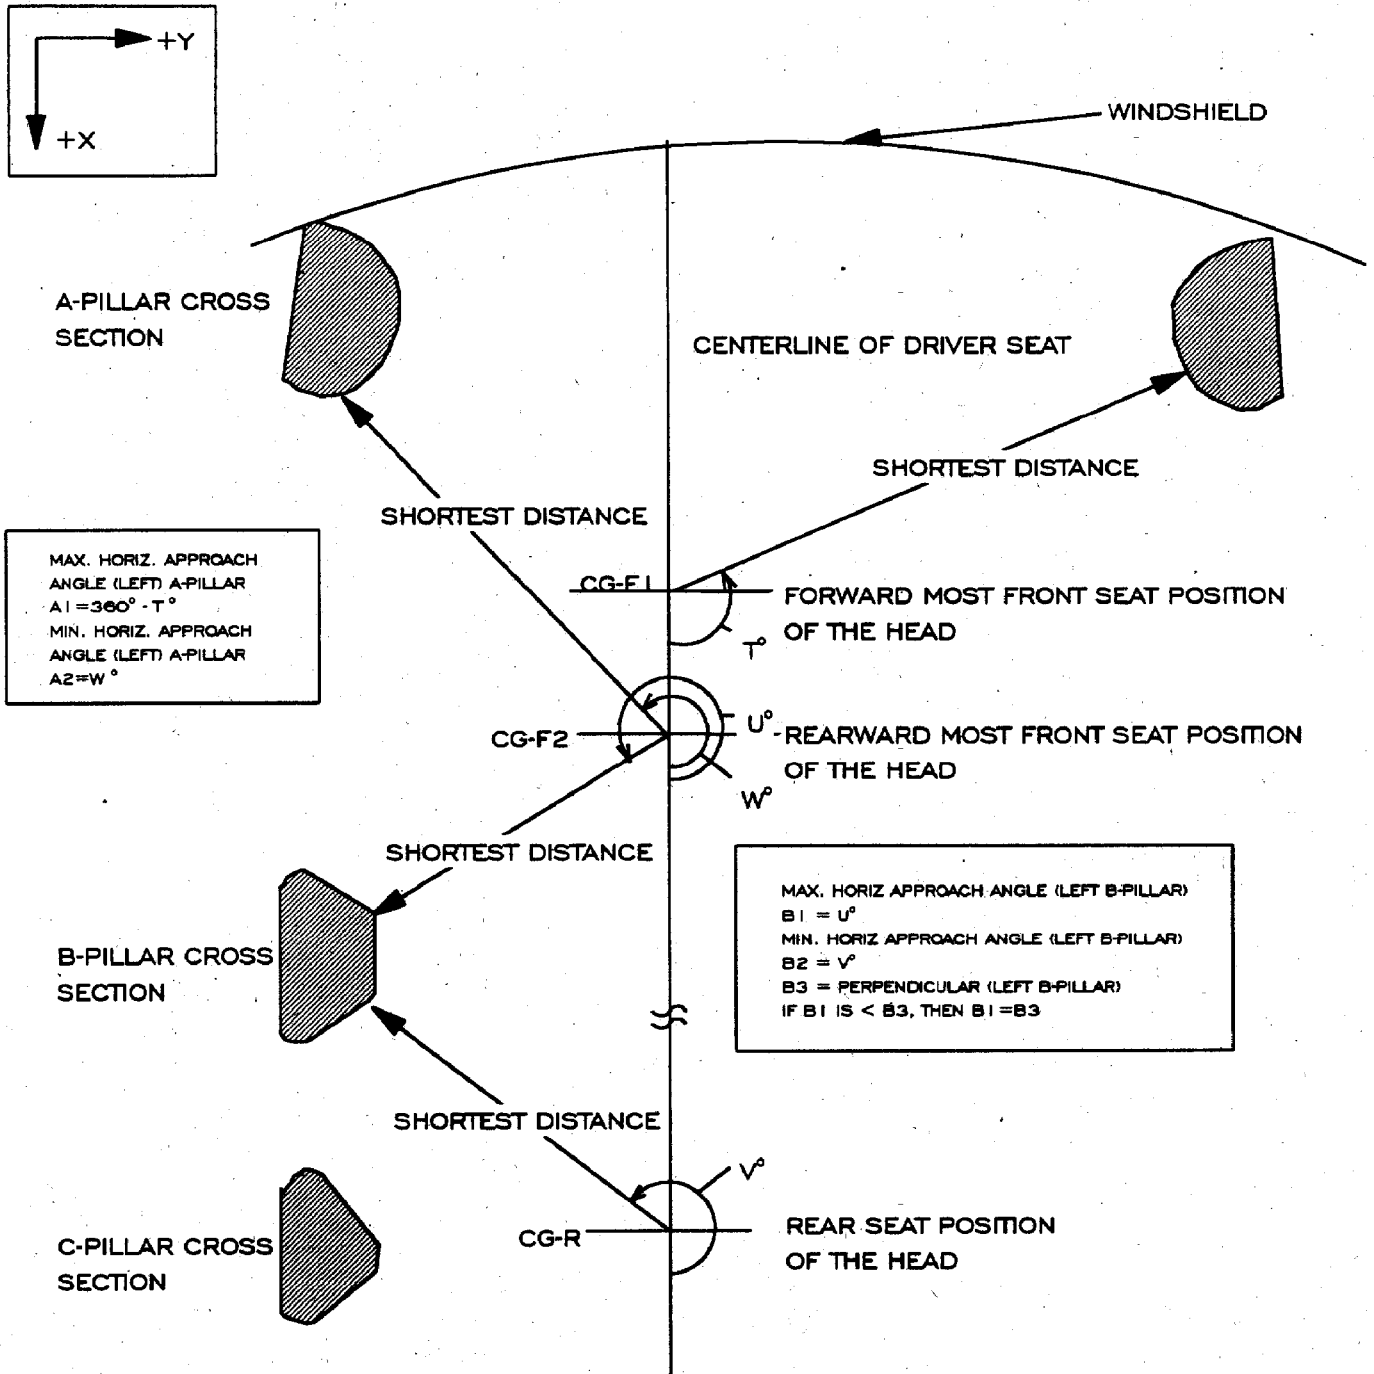 +Y
+X
WINDSHIELD
A-PILLAR CROSS
SECTION
CENTERLINE OF DRIVER SEAT
SHORTEST DISTANCE
SHORTEST DISTANCE
MAX. HORIZ. APPROACH
ANGLE (LEFT) A-PILLAR
A1=360° - T°
MIN. HORIZ. APPROACH
ANGLE (LEFT) A-PILLAR
A2=W°
CG-F1
FORWARD MOST FRONT SEAT POSITION
OF THE HEAD
T°
U°
CG-F2
REARWARD MOST FRONT SEAT POSITION
OF THE HEAD
W°
SHORTEST DISTANCE
MAX. HORIZ APPROACH ANGLE (LEFT B-PILLAR)
B1 = U°
MIN. HORIZ APPROACH ANGLE (LEFT B-PILLAR)
B2 = V°
B3 = PERPENDICULAR (LEFT B-PILLAR)
IF B1 IS < B3, THEN B1=B3
B-PILLAR CROSS
SECTION
SHORTEST DISTANCE
V°
CG-R
REAR SEAT POSITION
OF THE HEAD
C-PILLAR CROSS
SECTION